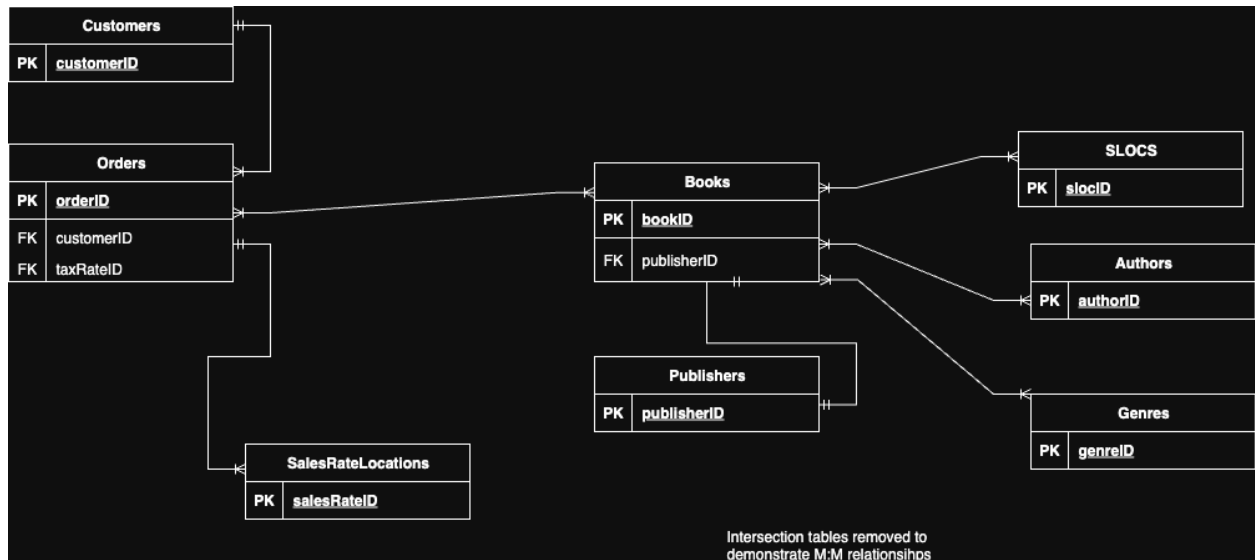 Customers
PK customerID
Orders
PK orderID
FK customerID
FK taxRateID
Books
PK bookID
FK publisherID
Publishers
PK publisherID
SalesRateLocations
PK salesRateID
SLOCS
PK slocID
Authors
PK authorID
Genres
PK genreID
Intersection tables removed to
demonstrate M:M relationsihps